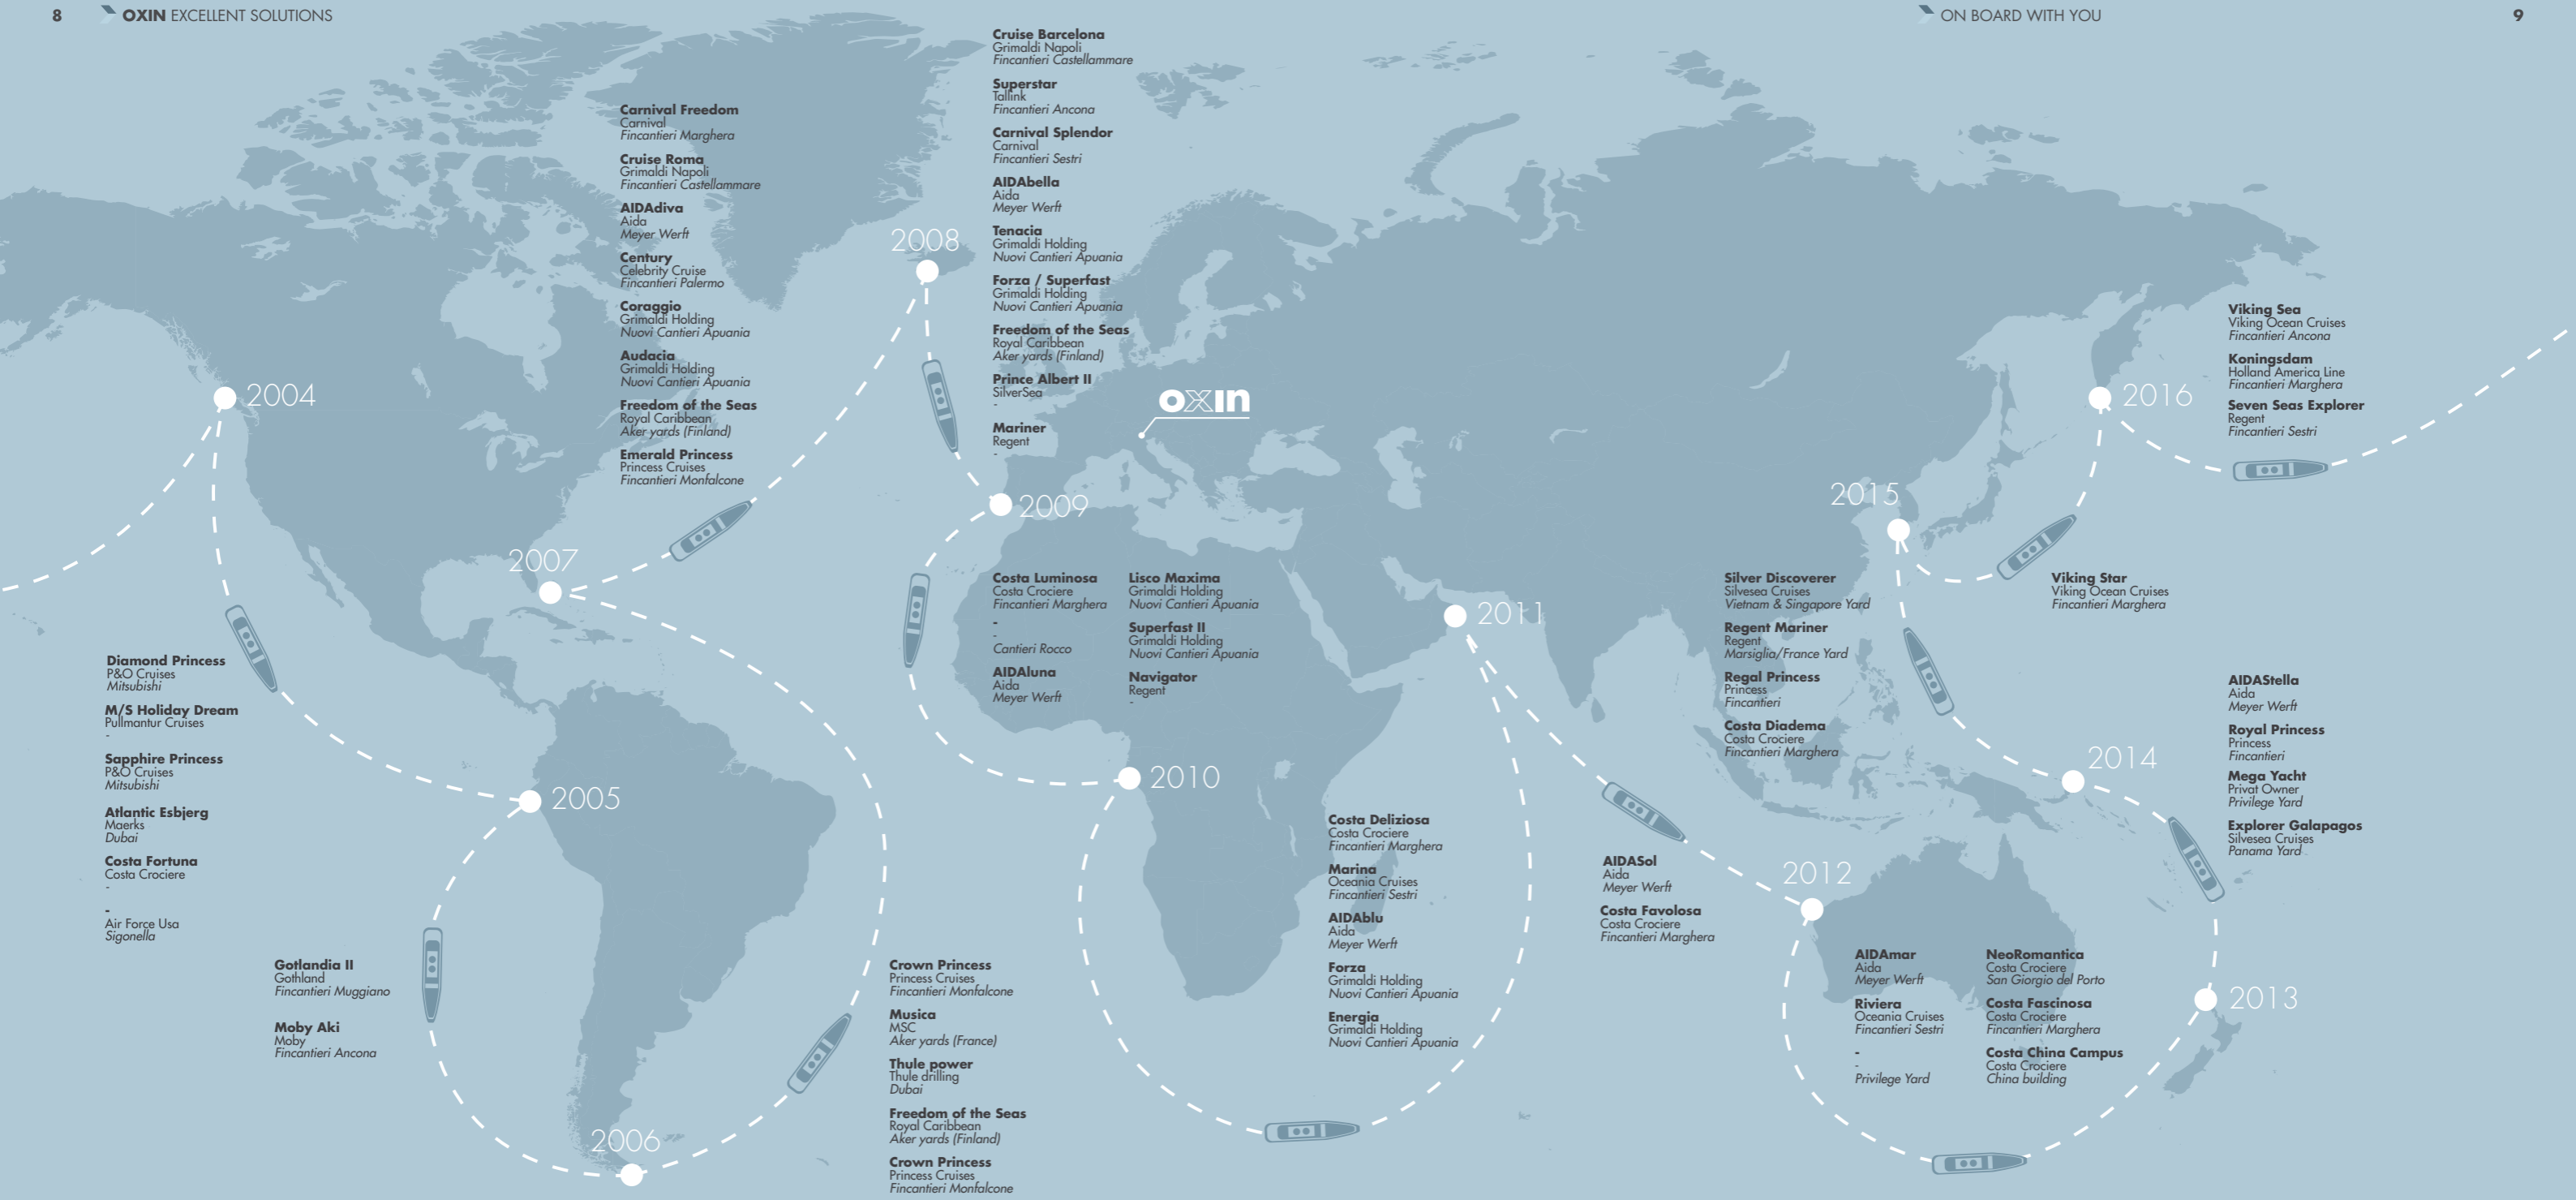 8
OXIN EXCELLENT SOLUTIONS
ON BOARD WITH YOU
9
2004
Diamond Princess
P&O Cruises
Mitsubishi
M/S Holiday Dream
Pullmantur Cruises
-
Sapphire Princess
P&O Cruises
Mitsubishi
Atlantic Esbjerg
Maerks
Dubai
Costa Fortuna
Costa Crociere
-
-
Air Force Usa
Sigonella
2005
Gotlandia II
Gothland
Fincantieri Muggiano
Moby Aki
Moby
Fincantieri Ancona
2006
Crown Princess
Princess Cruises
Fincantieri Monfalcone
Musica
MSC
Aker yards (France)
Thule power
Thule drilling
Dubai
Freedom of the Seas
Royal Caribbean
Aker yards (Finland)
Crown Princess
Princess Cruises
Fincantieri Monfalcone
2007
Carnival Freedom
Carnival
Fincantieri Marghera
Cruise Roma
Grimaldi Napoli
Fincantieri Castellammare
AIDAdiva
Aida
Meyer Werft
Century
Celebrity Cruise
Fincantieri Palermo
Coraggio
Grimaldi Holding
Nuovi Cantieri Apuania
Audacia
Grimaldi Holding
Nuovi Cantieri Apuania
Freedom of the Seas
Royal Caribbean
Aker yards (Finland)
Emerald Princess
Princess Cruises
Fincantieri Monfalcone
2008
Cruise Barcelona
Grimaldi Napoli
Fincantieri Castellammare
Superstar
Tallink
Fincantieri Ancona
Carnival Splendor
Carnival
Fincantieri Sestri
AIDAbella
Aida
Meyer Werft
Tenacia
Grimaldi Holding
Nuovi Cantieri Apuania
Forza / Superfast
Grimaldi Holding
Nuovi Cantieri Apuania
Freedom of the Seas
Royal Caribbean
Aker yards (Finland)
Prince Albert II
SilverSea
-
Mariner
Regent
-
oxin
2009
Costa Luminosa
Costa Crociere
Fincantieri Marghera
-
-
Cantieri Rocco
AIDAluna
Aida
Meyer Werft
Lisco Maxima
Grimaldi Holding
Nuovi Cantieri Apuania
Superfast II
Grimaldi Holding
Nuovi Cantieri Apuania
Navigator
Regent
-
2010
Costa Deliziosa
Costa Crociere
Fincantieri Marghera
Marina
Oceania Cruises
Fincantieri Sestri
AIDAblu
Aida
Meyer Werft
Forza
Grimaldi Holding
Nuovi Cantieri Apuania
Energia
Grimaldi Holding
Nuovi Cantieri Apuania
2011
AIDASol
Aida
Meyer Werft
Costa Favolosa
Costa Crociere
Fincantieri Marghera
2012
AIDAmar
Aida
Meyer Werft
Riviera
Oceania Cruises
Fincantieri Sestri
-
-
Privilege Yard
NeoRomantica
Costa Crociere
San Giorgio del Porto
Costa Fascinosa
Costa Crociere
Fincantieri Marghera
Costa China Campus
Costa Crociere
China building
2013
AIDAStella
Aida
Meyer Werft
Royal Princess
Princess
Fincantieri
Mega Yacht
Privat Owner
Privilege Yard
Explorer Galapagos
Silvesea Cruises
Panama Yard
2014
Silver Discoverer
Silvesea Cruises
Vietnam & Singapore Yard
Regent Mariner
Regent
Marsiglia/France Yard
Regal Princess
Princess
Fincantieri
Costa Diadema
Costa Crociere
Fincantieri Marghera
2015
Viking Star
Viking Ocean Cruises
Fincantieri Marghera
2016
Viking Sea
Viking Ocean Cruises
Fincantieri Ancona
Koningsdam
Holland America Line
Fincantieri Marghera
Seven Seas Explorer
Regent
Fincantieri Sestri